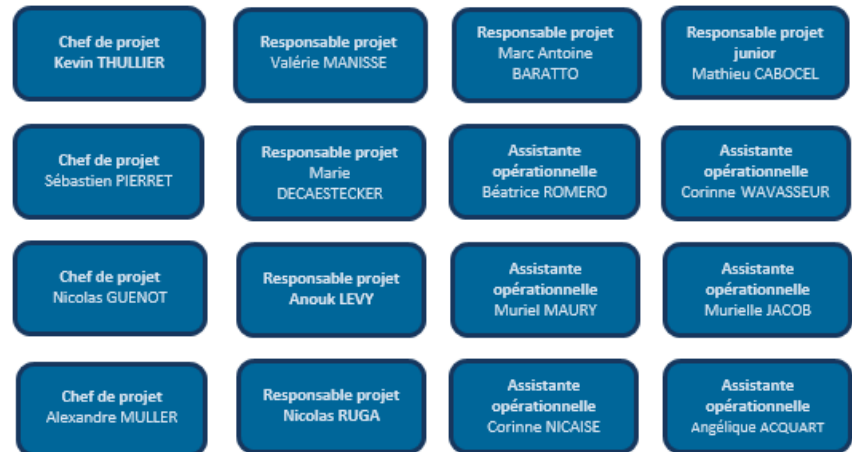 Chef de projet
Kevin THULLIER
Responsable projet
Valérie MANISSE
Responsable projet
Marc Antoine
BARATTO
Responsable projet
junior
Mathieu CABOCEL
Chef de projet
Sébastien PIERRET
Responsable projet
Marie
DECAESTECKER
Assistante
opérationnelle
Béatrice ROMERO
Assistante
opérationnelle
Corinne WAVASSEUR
Chef de projet
Nicolas GUENOT
Responsable projet
Anouk LEVY
Assistante
opérationnelle
Muriel MAURY
Assistante
opérationnelle
Murielle JACOB
Chef de projet
Alexandre MULLER
Responsable projet
Nicolas RUGA
Assistante
opérationnelle
Corinne NICAISE
Assistante
opérationnelle
Angélique ACQUART